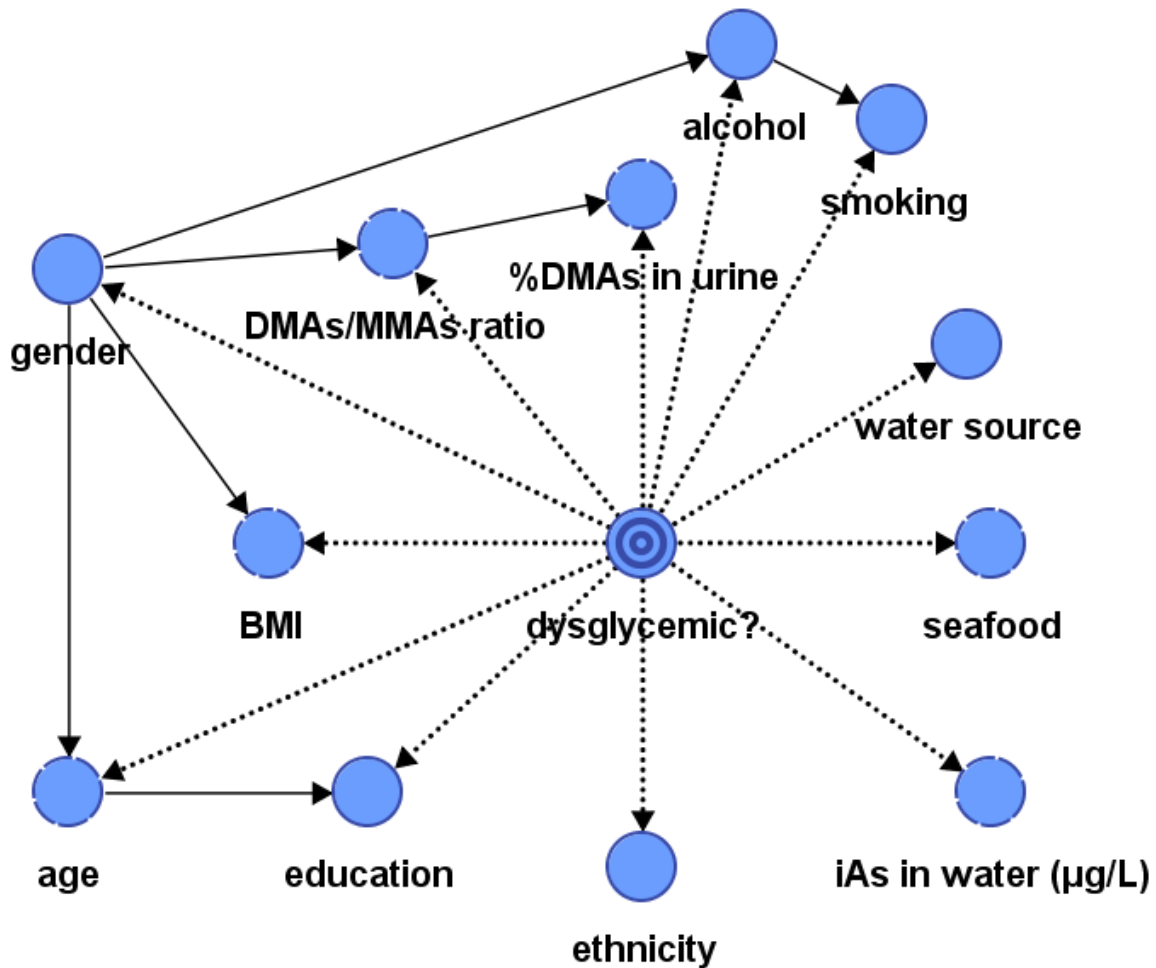 alcohol
smoking
%DMAs in urine
DMAs/MMAs ratio
gender
water source
BMI
dysglycemic?
seafood
age
education
iAs in water (µg/L)
ethnicity